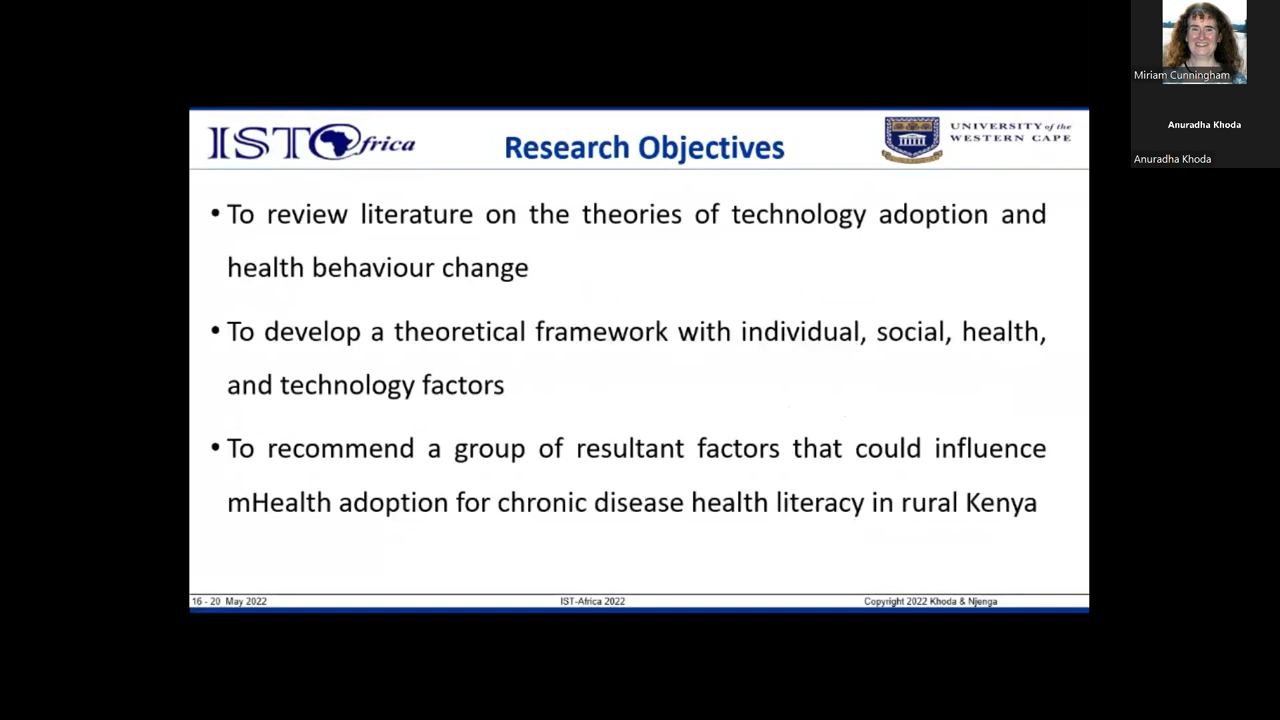 Miriam Cunningham
Anuradha Khoda
Anuradha Khoda
IST Africa
Research Objectives
UNIVERSITY of the
WESTERN CAPE
• To review literature on the theories of technology adoption and
health behaviour change
• To develop a theoretical framework with individual, social, health,
and technology factors
• To recommend a group of resultant factors that could influence
mHealth adoption for chronic disease health literacy in rural Kenya
16 - 20 May 2022
IST-Africa 2022
Copyright 2022 Khoda & Njenga